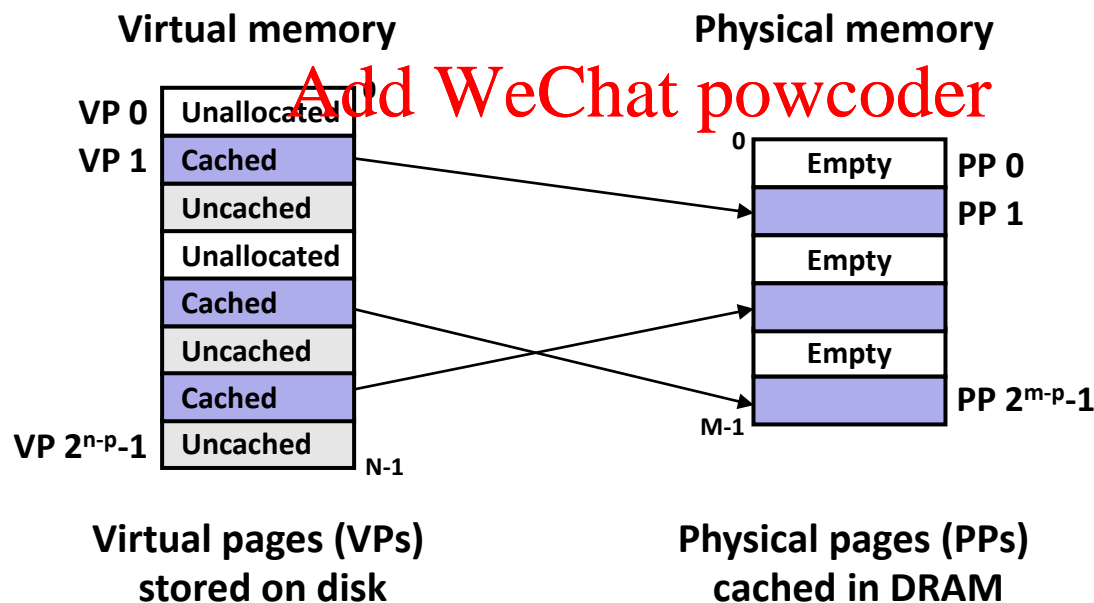 Virtual memory
Physical memory
Add WeChat powcoder
0
VP 0
Unallocated
VP 1
Cached
Uncached
Unallocated
Cached
Uncached
Cached
VP 2ⁿ⁻ᵖ-1
Uncached
N-1
0
Empty
PP 0
PP 1
Empty
Empty
PP 2ᵐ⁻ᵖ-1
M-1
Virtual pages (VPs)
stored on disk
Physical pages (PPs)
cached in DRAM